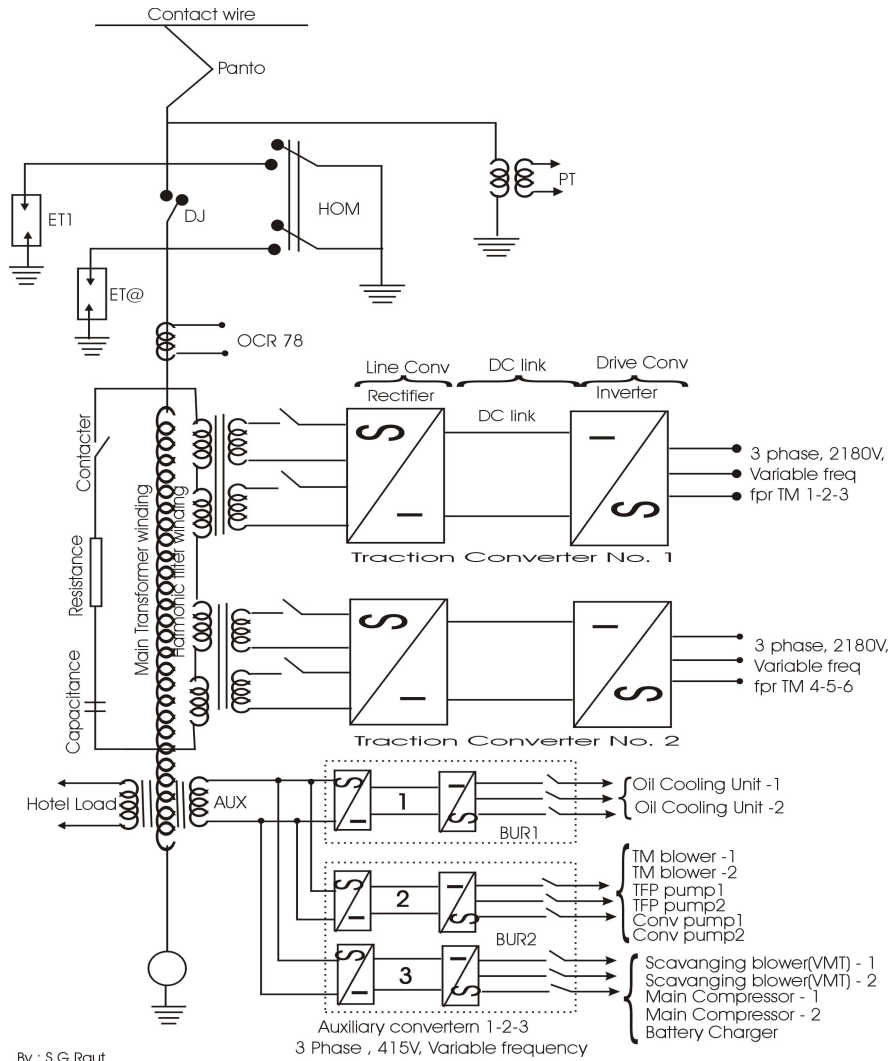 Contact wire
Panto
PT
ET1
DJ
HOM
ET@
OCR 78
Line Conv
DC link
Drive Conv
Rectifier
DC link
Inverter
S
I
I
S
3 phase, 2180V,
Variable freq
fpr TM 1-2-3
Traction Converter No. 1
Contacter
Resistance
Capacitance
Main Transformer winding
Harmonic filter winding
S
I
I
S
3 phase, 2180V,
Variable freq
fpr TM 4-5-6
Traction Converter No. 2
Hotel Load
AUX
S
I
1
I
S
BUR1
Oil Cooling Unit -1
Oil Cooling Unit -2
S
I
2
I
S
BUR2
TM blower -1
TM blower -2
TFP pump1
TFP pump2
Conv pump1
Conv pump2
S
I
3
I
S
Scavanging blower(VMT) - 1
Scavanging blower(VMT) - 2
Main Compressor - 1
Main Compressor - 2
Battery Charger
Auxiliary convertern 1-2-3
3 Phase , 415V, Variable frequency
By : S G Raut